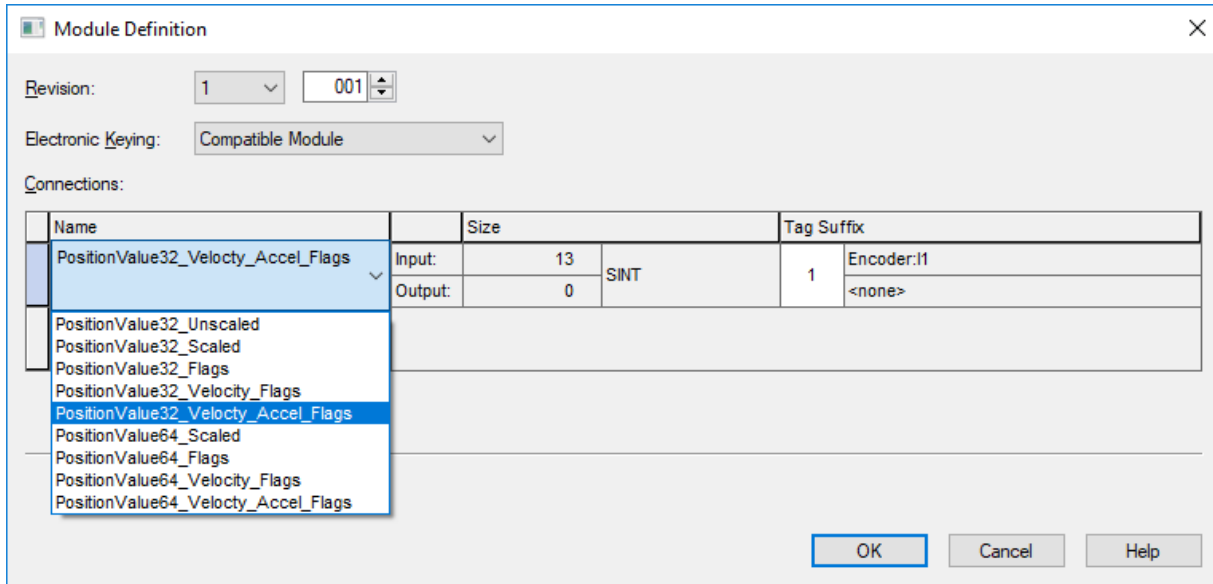 Module Definition
Revision: 1 001
Electronic Keying: Compatible Module
Connections:
Name Size Tag Suffix
PositionValue32_Velocty_Accel_Flags Input: 13 SINT 1 Encoder:I1
Output: 0 <none>
PositionValue32_Unscaled
PositionValue32_Scaled
PositionValue32_Flags
PositionValue32_Velocity_Flags
PositionValue32_Velocty_Accel_Flags
PositionValue64_Scaled
PositionValue64_Flags
PositionValue64_Velocity_Flags
PositionValue64_Velocty_Accel_Flags
OK Cancel Help